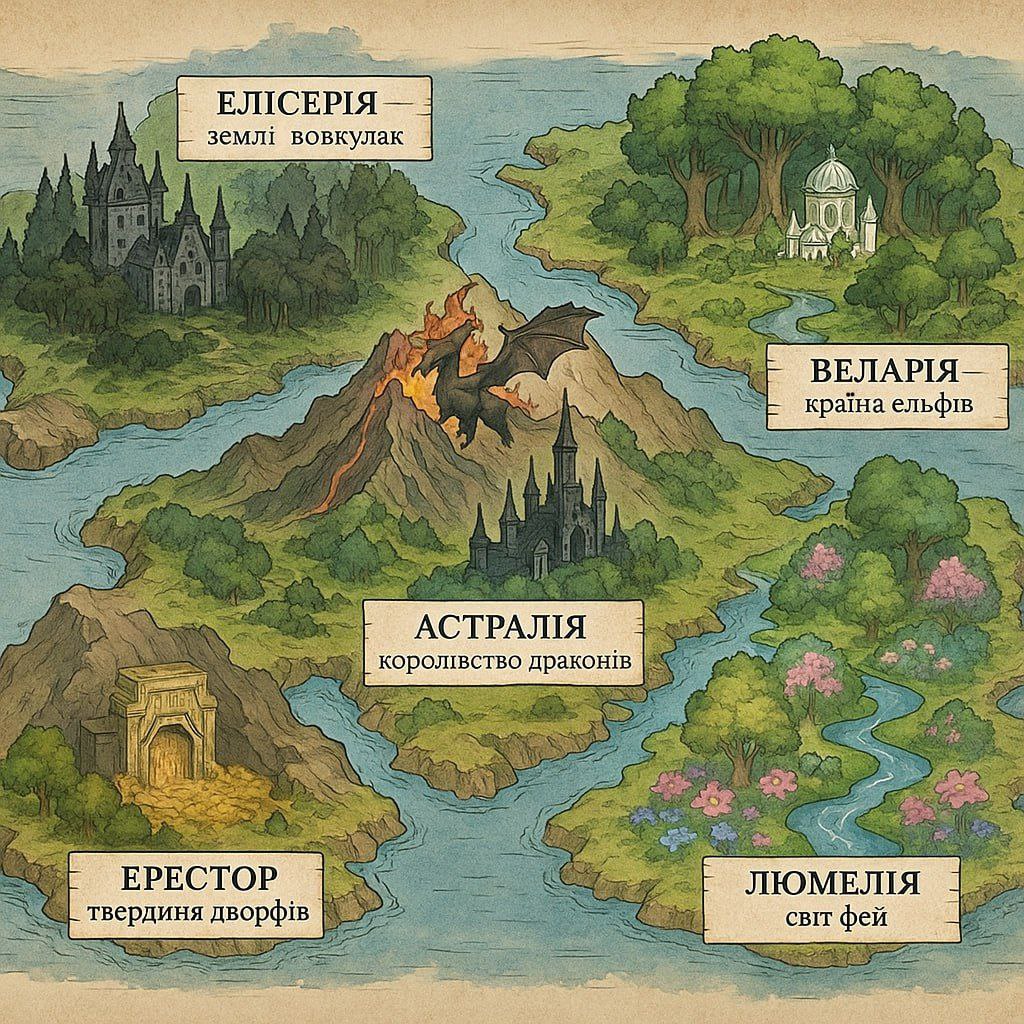 ЕЛІСЕРІЯ
землі вовкулак
ВЕЛАРІЯ
країна ельфів
АСТРАЛІЯ
королівство драконів
ЕРЕСТОР
твердиня дворфів
ЛЮМЕЛІЯ
світ фей